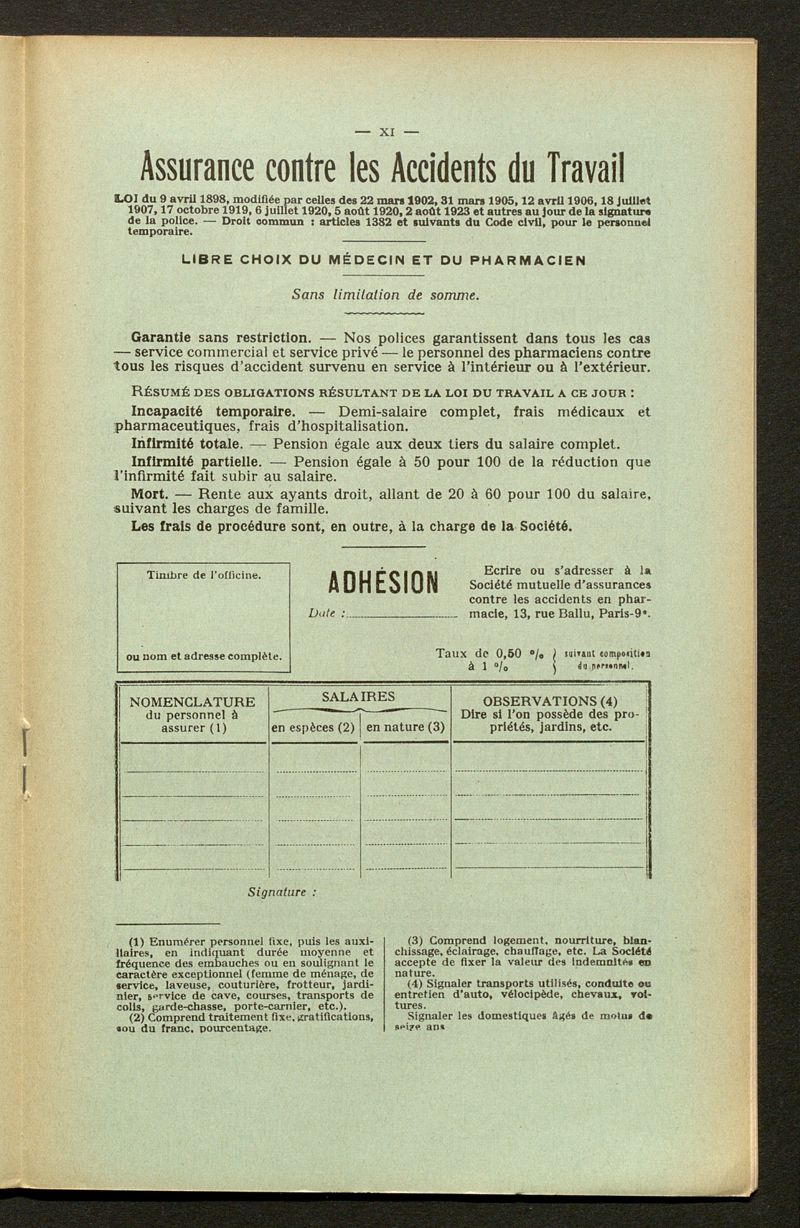 — XI —
Assurance contre les Accidents du Travail
LOI du 9 avril 1898, modifiée par celles des 22 mars 1902, 31 mars 1905, 12 avril 1906, 18 juillet
1907, 17 octobre 1919, 6 juillet 1920, 5 août 1920, 2 août 1923 et autres au jour de la signature
de la police. — Droit commun : articles 1382 et suivants du Code civil, pour le personnel
temporaire.
LIBRE CHOIX DU MÉDECIN ET DU PHARMACIEN
Sans limitation de somme.
Garantie sans restriction. — Nos polices garantissent dans tous les cas
— service commercial et service privé — le personnel des pharmaciens contre
tous les risques d'accident survenu en service à l'intérieur ou à l'extérieur.
RÉSUMÉ DES OBLIGATIONS RÉSULTANT DE LA LOI DU TRAVAIL A CE JOUR :
Incapacité temporaire. — Demi-salaire complet, frais médicaux et
pharmaceutiques, frais d'hospitalisation.
Infirmité totale. — Pension égale aux deux tiers du salaire complet.
Infirmité partielle. — Pension égale à 50 pour 100 de la réduction que
l'infirmité fait subir au salaire.
Mort. — Rente aux ayants droit, allant de 20 à 60 pour 100 du salaire,
suivant les charges de famille.
Les frais de procédure sont, en outre, à la charge de la Société.
Timbre de l'officine.
ou nom et adresse complète.
ADHÉSION
Date :
Ecrire ou s'adresser à la
Société mutuelle d'assurances
contre les accidents en phar-
macie, 13, rue Ballu, Paris-9e.
Taux de 0,50 % } suivant composition
à 1 % } du personnel.
NOMENCLATURE
du personnel à
assurer (1)
SALAIRES
en espèces (2)
en nature (3)
OBSERVATIONS (4)
Dire si l'on possède des pro-
priétés, jardins, etc.
Signature :
(1) Enumérer personnel fixe, puis les auxi-
liaires, en indiquant durée moyenne et
fréquence des embauches ou en soulignant le
caractère exceptionnel (femme de ménage, de
service, laveuse, couturière, frotteur, jardi-
nier, service de cave, courses, transports de
colis, garde-chasse, porte-carnier, etc.).
(2) Comprend traitement fixe, gratifications,
sou du franc, pourcentage.
(3) Comprend logement, nourriture, blan-
chissage, éclairage, chauffage, etc. La Société
accepte de fixer la valeur des indemnités en
nature.
(4) Signaler transports utilisés, conduite ou
entretien d'auto, vélocipède, chevaux, voi-
tures.
Signaler les domestiques âgés de moins de
seize ans